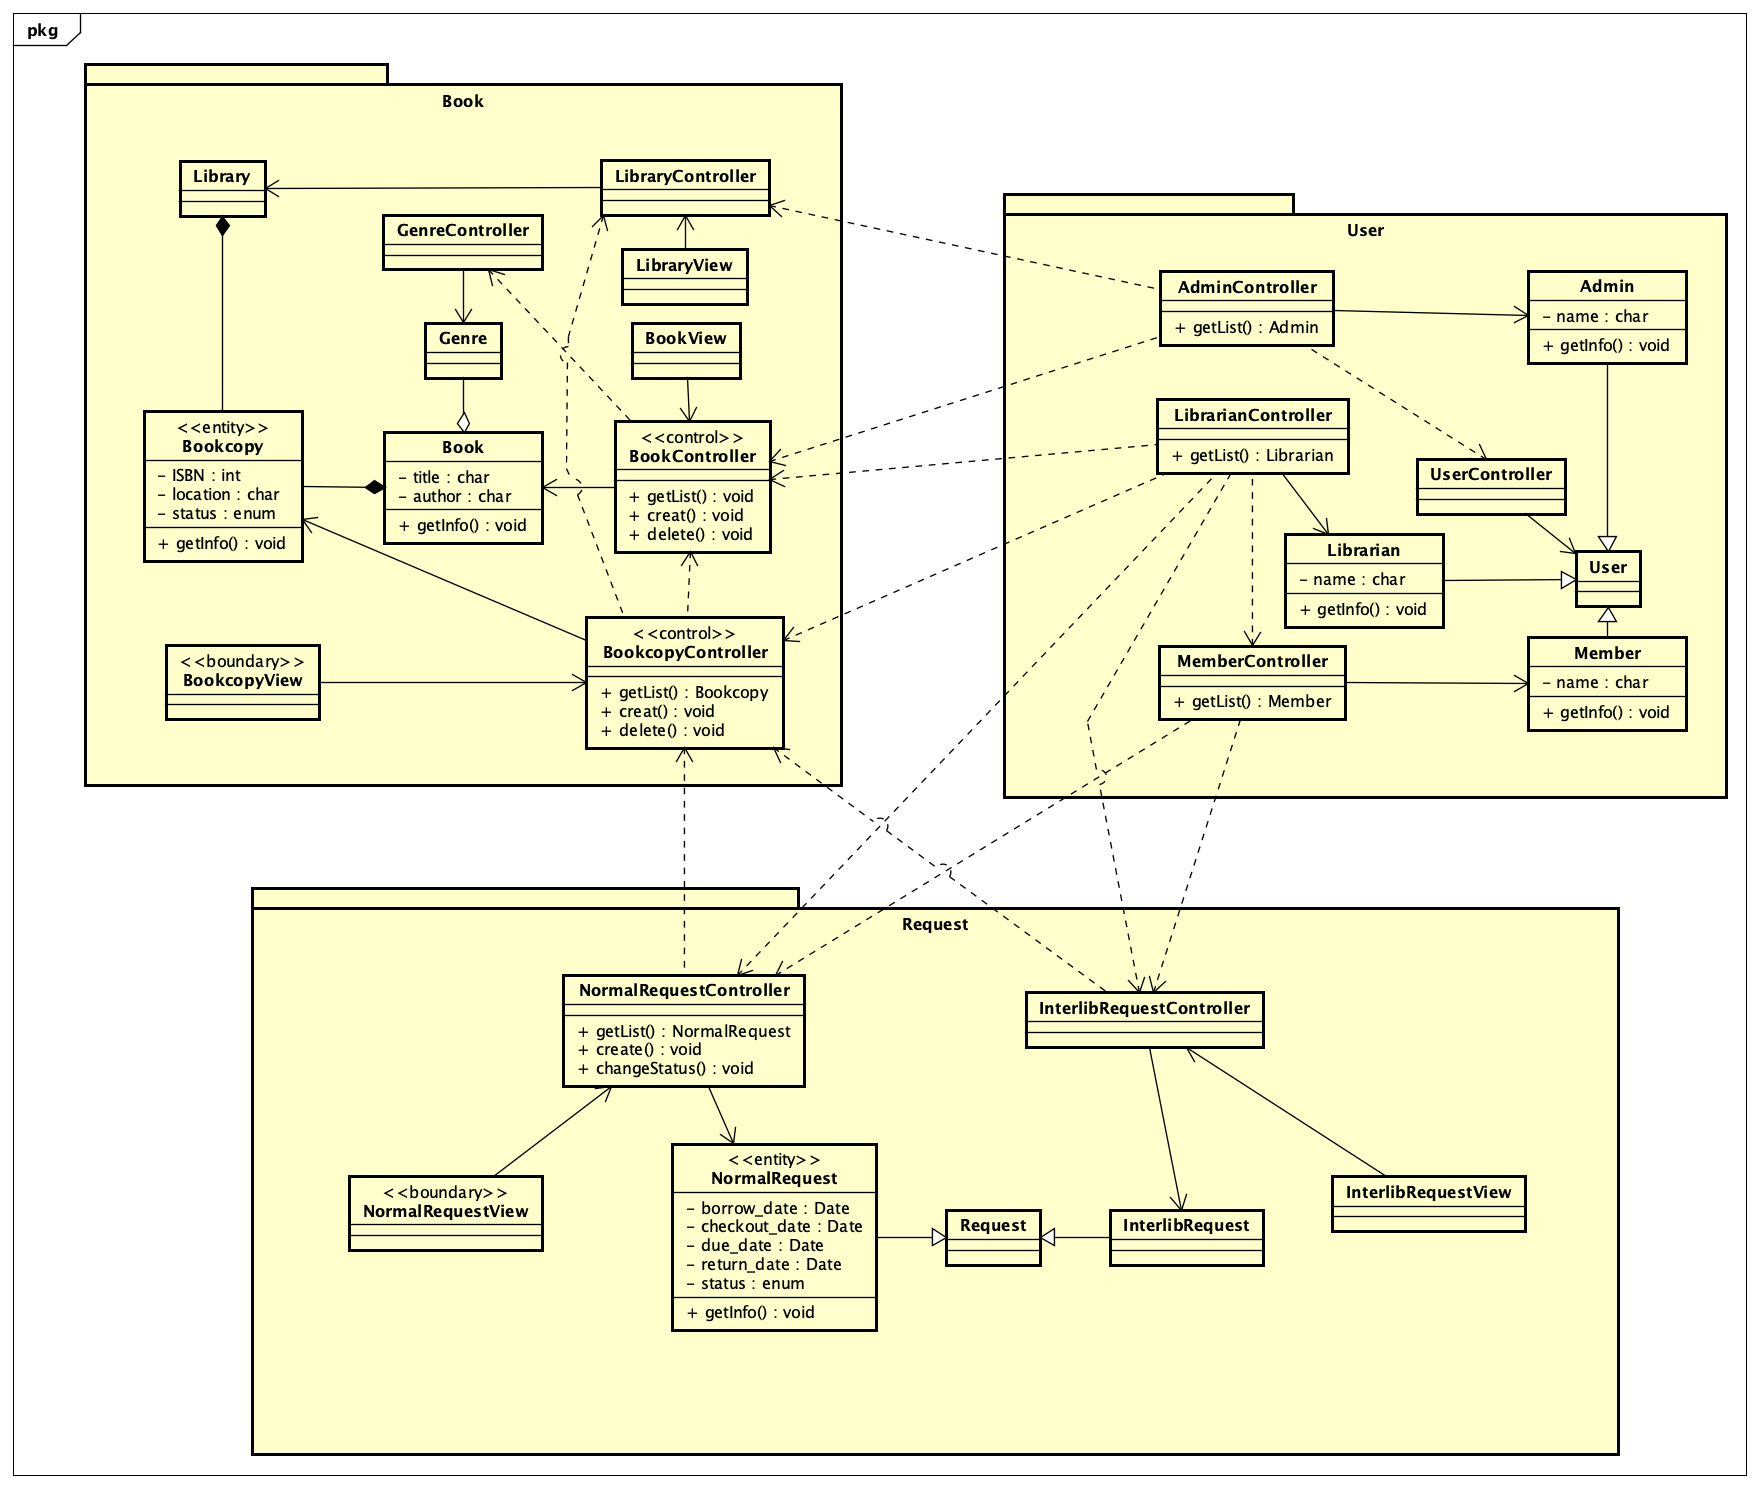 pkg
Book
Library
LibraryController
GenreController
LibraryView
Genre
BookView
<<entity>>
Bookcopy
- ISBN : int
- location : char
- status : enum
+ getInfo() : void
Book
- title : char
- author : char
+ getInfo() : void
<<control>>
BookController
+ getList() : void
+ creat() : void
+ delete() : void
<<boundary>>
BookcopyView
<<control>>
BookcopyController
+ getList() : Bookcopy
+ creat() : void
+ delete() : void
User
AdminController
+ getList() : Admin
Admin
- name : char
+ getInfo() : void
LibrarianController
+ getList() : Librarian
UserController
Librarian
- name : char
+ getInfo() : void
User
MemberController
+ getList() : Member
Member
- name : char
+ getInfo() : void
Request
NormalRequestController
+ getList() : NormalRequest
+ create() : void
+ changeStatus() : void
InterlibRequestController
<<boundary>>
NormalRequestView
<<entity>>
NormalRequest
- borrow_date : Date
- checkout_date : Date
- due_date : Date
- return_date : Date
- status : enum
+ getInfo() : void
Request
InterlibRequest
InterlibRequestView